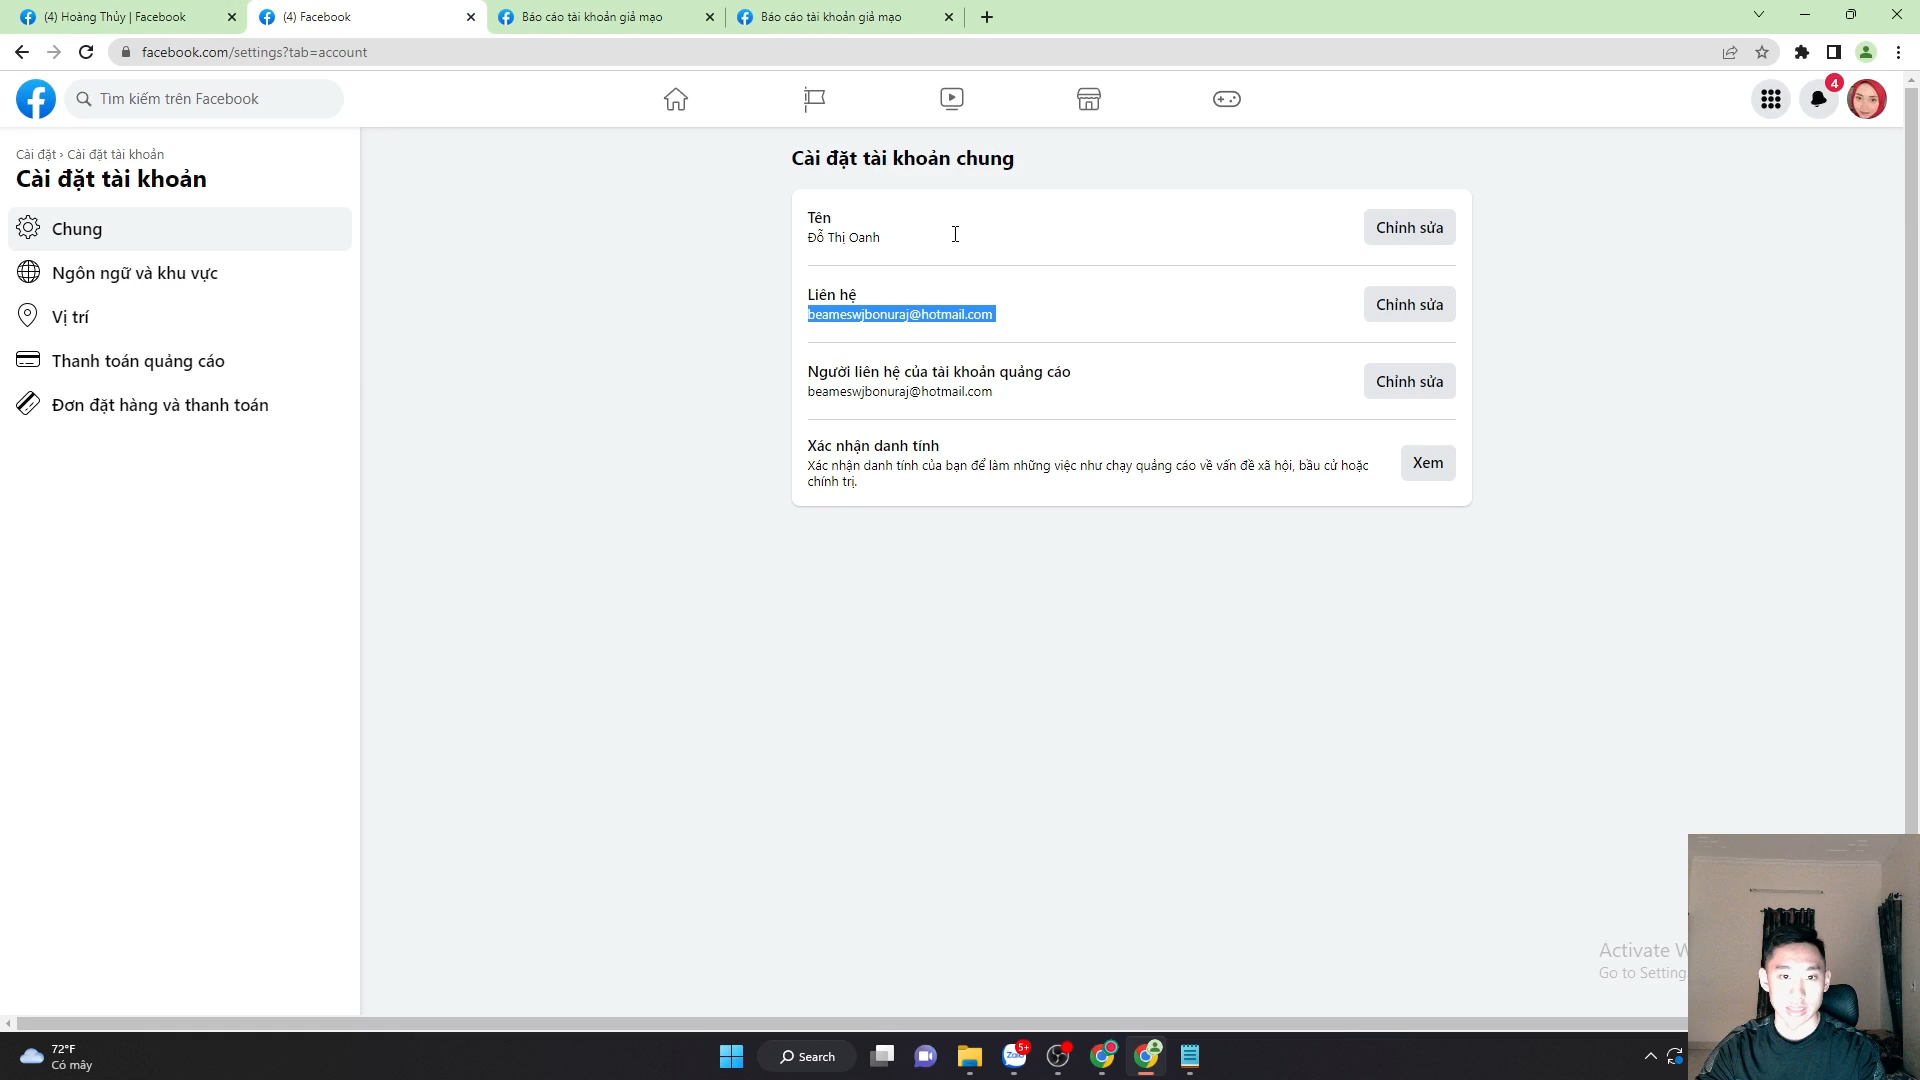 (4) Hoàng Thủy | Facebook
(4) Facebook
Báo cáo tài khoản giả mạo
Báo cáo tài khoản giả mạo
facebook.com/settings?tab=account
Tìm kiếm trên Facebook
4
Cài đặt › Cài đặt tài khoản
Cài đặt tài khoản
Chung
Ngôn ngữ và khu vực
Vị trí
Thanh toán quảng cáo
Đơn đặt hàng và thanh toán
Cài đặt tài khoản chung
Tên
Đỗ Thị Oanh
Chỉnh sửa
Liên hệ
beameswjbonuraj@hotmail.com
Chỉnh sửa
Người liên hệ của tài khoản quảng cáo
beameswjbonuraj@hotmail.com
Chỉnh sửa
Xác nhận danh tính
Xác nhận danh tính của bạn để làm những việc như chạy quảng cáo về vấn đề xã hội, bầu cử hoặc
chính trị.
Xem
Activate W
Go to Setting
72°F
Có mây
Search
Zalo
5+